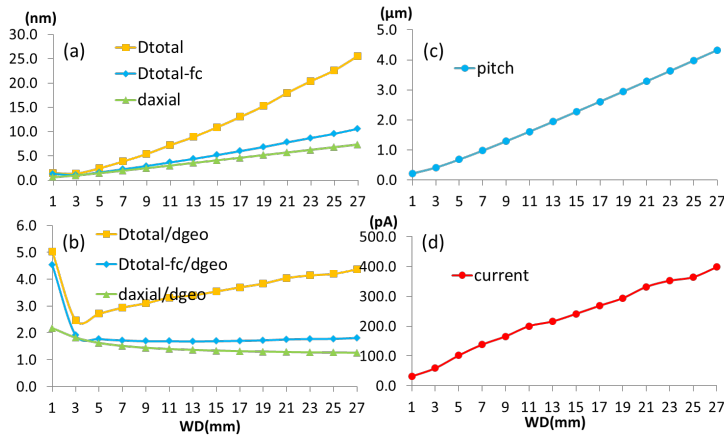 (nm)
30.0
25.0
20.0
15.0
10.0
5.0
0.0
(a)
Dtotal
Dtotal-fc
daxial
1 3 5 7 9 11 13 15 17 19 21 23 25 27
(μm)
5.0
4.0
3.0
2.0
1.0
0.0
(c)
pitch
1 3 5 7 9 11 13 15 17 19 21 23 25 27
6.0
5.0
4.0
3.0
2.0
1.0
0.0
(b)
Dtotal/dgeo
Dtotal-fc/dgeo
daxial/dgeo
1 3 5 7 9 11 13 15 17 19 21 23 25 27
WD(mm)
(pA)
500.0
400.0
300.0
200.0
100.0
0.0
(d)
current
1 3 5 7 9 11 13 15 17 19 21 23 25 27
WD(mm)